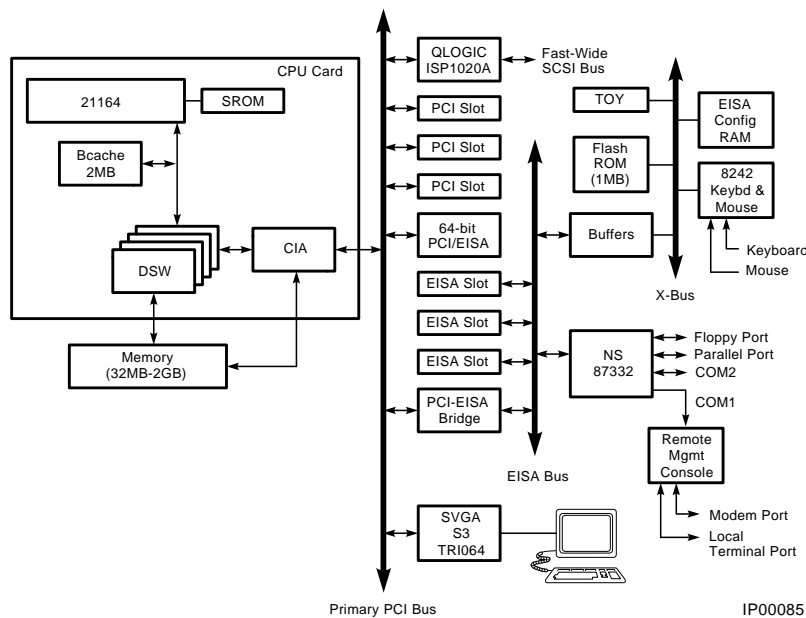 CPU Card
21164
SROM
Bcache
2MB
DSW
CIA
Memory
(32MB-2GB)
QLOGIC
ISP1020A
Fast-Wide
SCSI Bus
PCI Slot
PCI Slot
PCI Slot
64-bit
PCI/EISA
EISA Slot
EISA Slot
EISA Slot
PCI-EISA
Bridge
SVGA
S3
TRI064
Primary PCI Bus
EISA Bus
TOY
Flash
ROM
(1MB)
Buffers
EISA
Config
RAM
8242
Keybd &
Mouse
Keyboard
Mouse
X-Bus
NS
87332
Floppy Port
Parallel Port
COM2
COM1
Remote
Mgmt
Console
Modem Port
Local
Terminal Port
IP00085